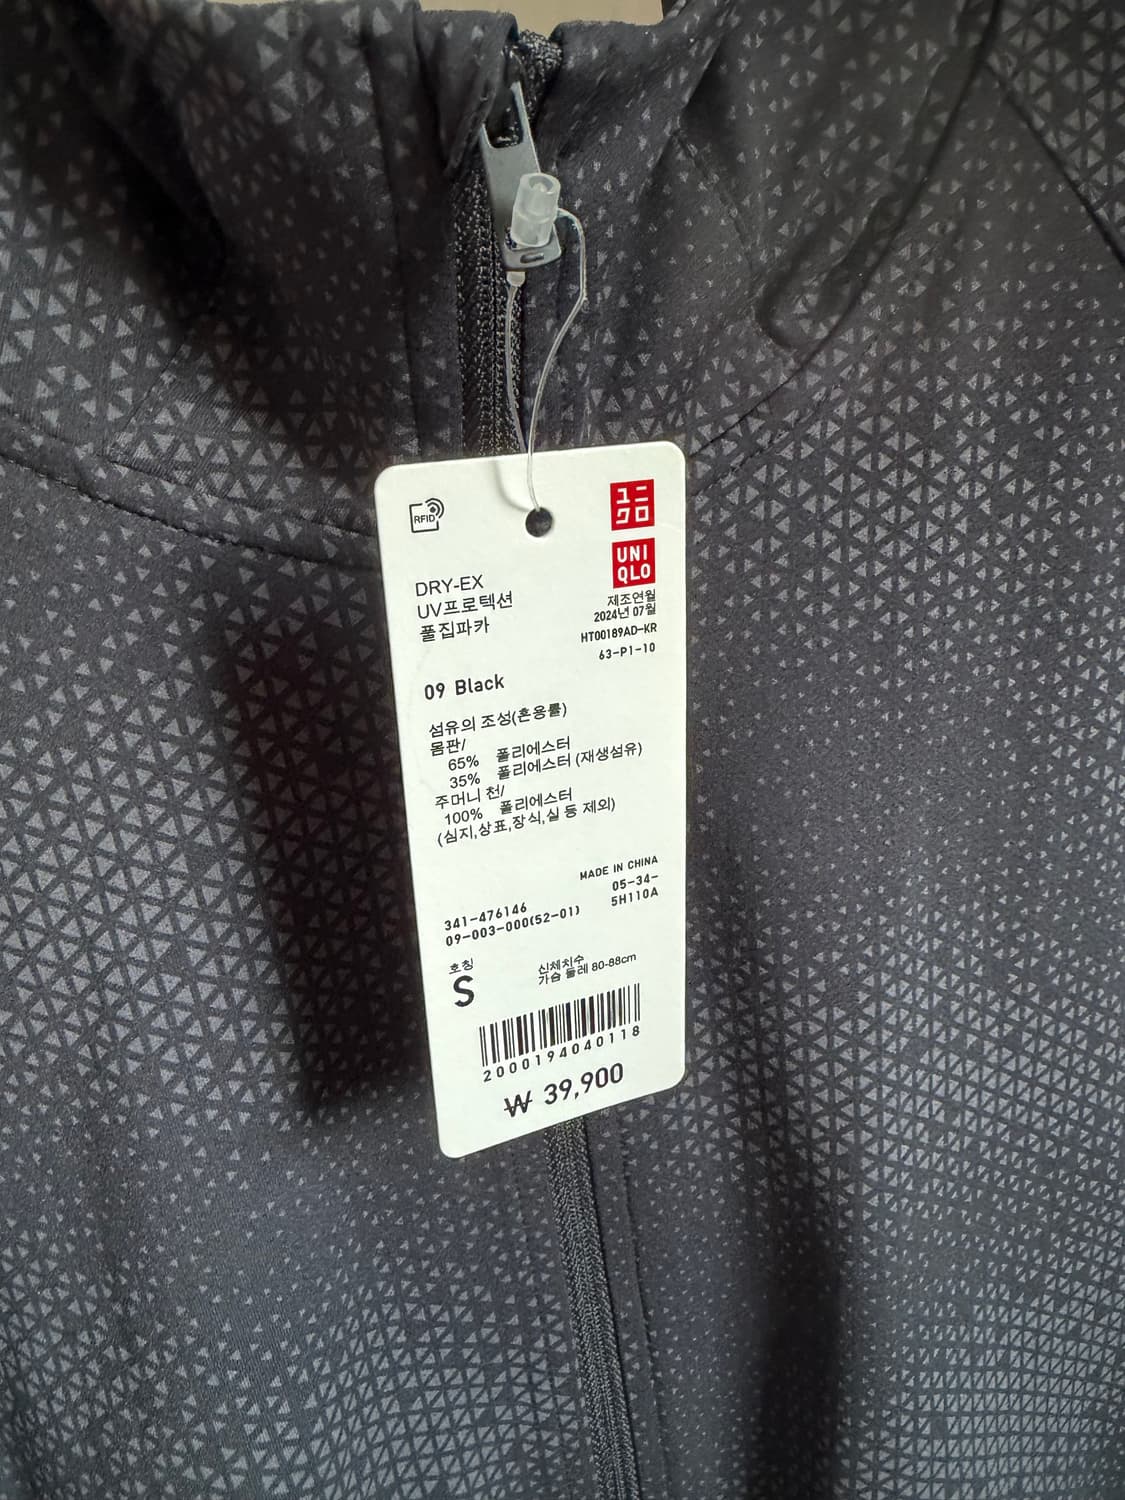 RFID
ユニ
クロ
UNI
QLO
DRY-EX
UV프로텍션
풀집파카
제조연월
2024년 07월
HT00189AD-KR
63-P1-10
09 Black
섬유의 조성(혼용률)
몸판/
65% 폴리에스터
35% 폴리에스터 (재생섬유)
주머니 천/
100% 폴리에스터
(심지,상표,장식,실 등 제외)
MADE IN CHINA
05-34-
5H110A
341-476146
09-003-000(52-01)
호칭
S
신체치수
가슴 둘레 80-88cm
2000194040118
₩ 39,900